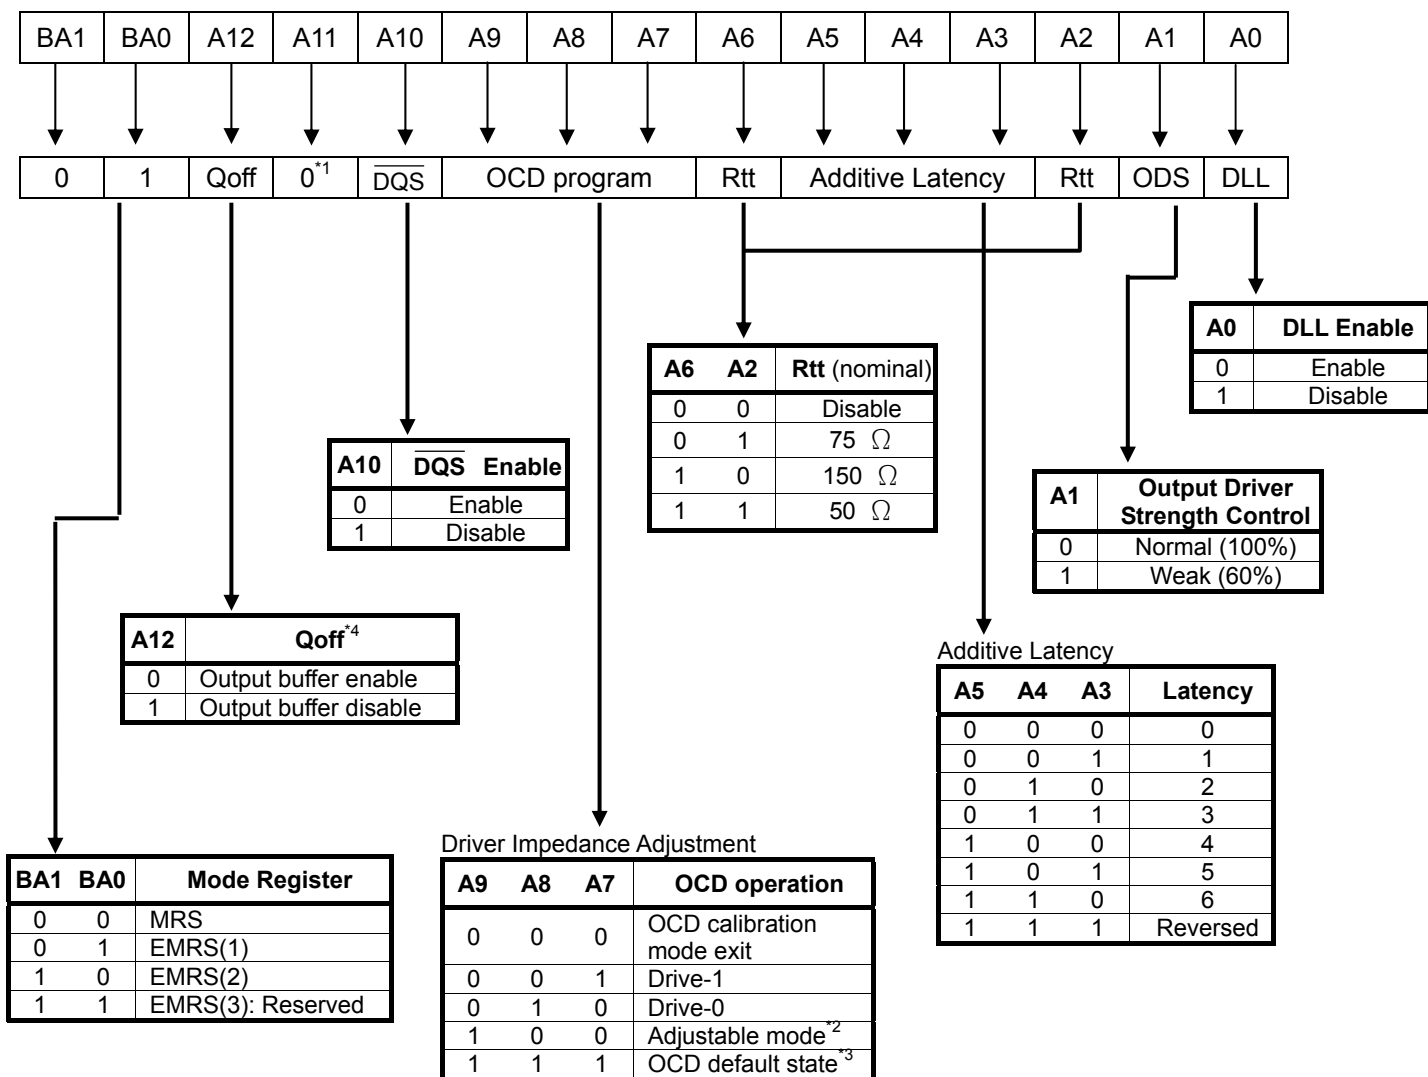 BA1 BA0 A12 A11 A10 A9 A8 A7 A6 A5 A4 A3 A2 A1 A0
0 1 Qoff 0*1 DQS OCD program Rtt Additive Latency Rtt ODS DLL
A0 DLL Enable
0 Enable
1 Disable
A6 A2 Rtt (nominal)
0 0 Disable
0 1 75 Ω
1 0 150 Ω
1 1 50 Ω
A10 DQS Enable
0 Enable
1 Disable
A1 Output Driver
Strength Control
0 Normal (100%)
1 Weak (60%)
A12 Qoff*4
0 Output buffer enable
1 Output buffer disable
Additive Latency
A5 A4 A3 Latency
0 0 0 0
0 0 1 1
0 1 0 2
0 1 1 3
1 0 0 4
1 0 1 5
1 1 0 6
1 1 1 Reversed
BA1 BA0 Mode Register
0 0 MRS
0 1 EMRS(1)
1 0 EMRS(2)
1 1 EMRS(3): Reserved
Driver Impedance Adjustment
A9 A8 A7 OCD operation
0 0 0 OCD calibration
mode exit
0 0 1 Drive-1
0 1 0 Drive-0
1 0 0 Adjustable mode*2
1 1 1 OCD default state*3